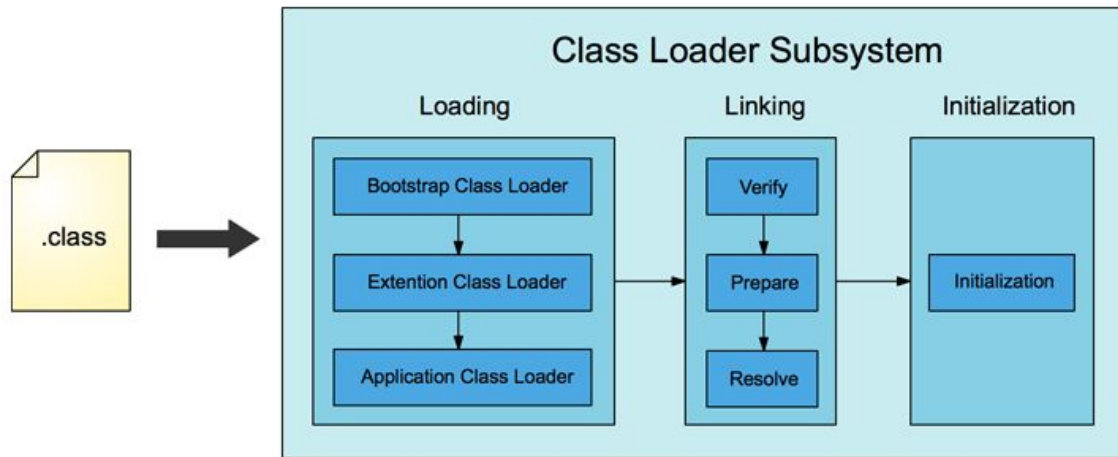 Class Loader Subsystem
Loading
Linking
Initialization
.class
Bootstrap Class Loader
Extention Class Loader
Application Class Loader
Verify
Prepare
Resolve
Initialization